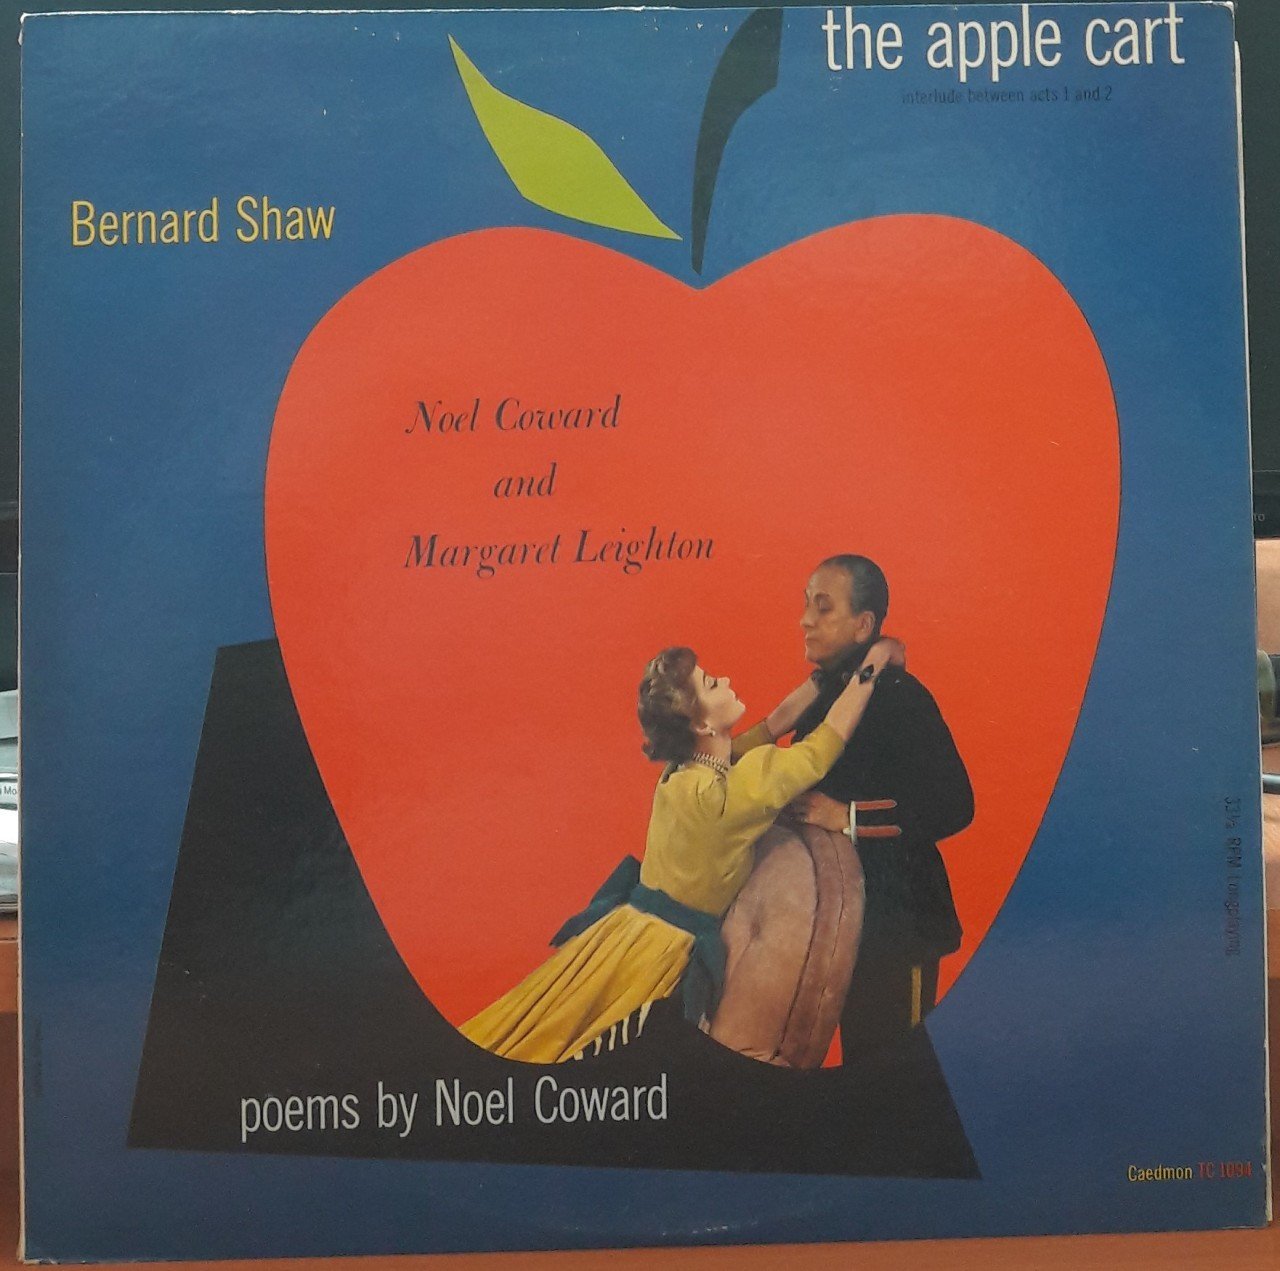 the apple cart
interlude between acts 1 and 2
Bernard Shaw
Noel Coward
and
Margaret Leighton
poems by Noel Coward
33⅓ RPM Longplaying
Caedmon TC 1094